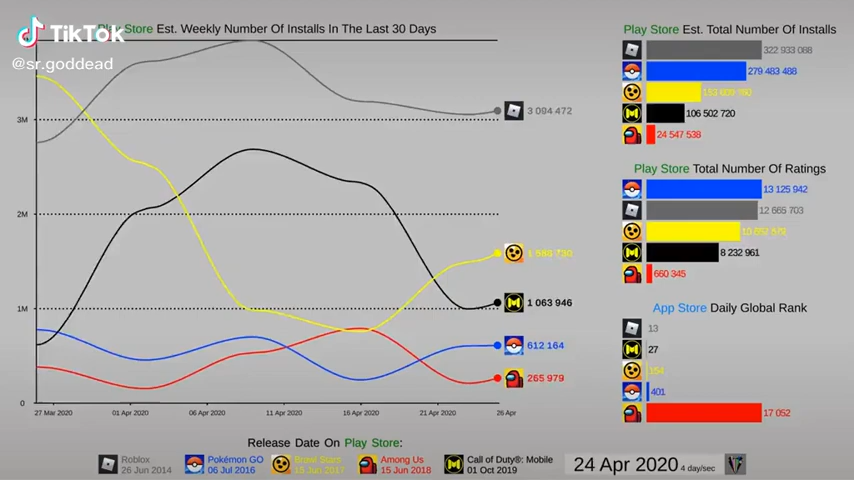 TikTok
@sr.goddead
Play Store Est. Weekly Number Of Installs In The Last 30 Days
3M
2M
1M
0
3 094 472
1 063 946
612 164
265 979
27 Mar 2020
01 Apr 2020
06 Apr 2020
11 Apr 2020
16 Apr 2020
21 Apr 2020
26 Apr
Play Store Est. Total Number Of Installs
322 933 088
279 483 488
106 502 720
24 547 538
Play Store Total Number Of Ratings
13 125 942
12 665 703
8 232 961
660 345
App Store Daily Global Rank
13
27
164
401
17 052
Release Date On Play Store:
Roblox
26 Jun 2014
Pokémon GO
06 Jul 2016
Brawl Stars
15 Jun 2017
Among Us
15 Jun 2018
Call of Duty®: Mobile
01 Oct 2019
24 Apr 2020
4 day/sec